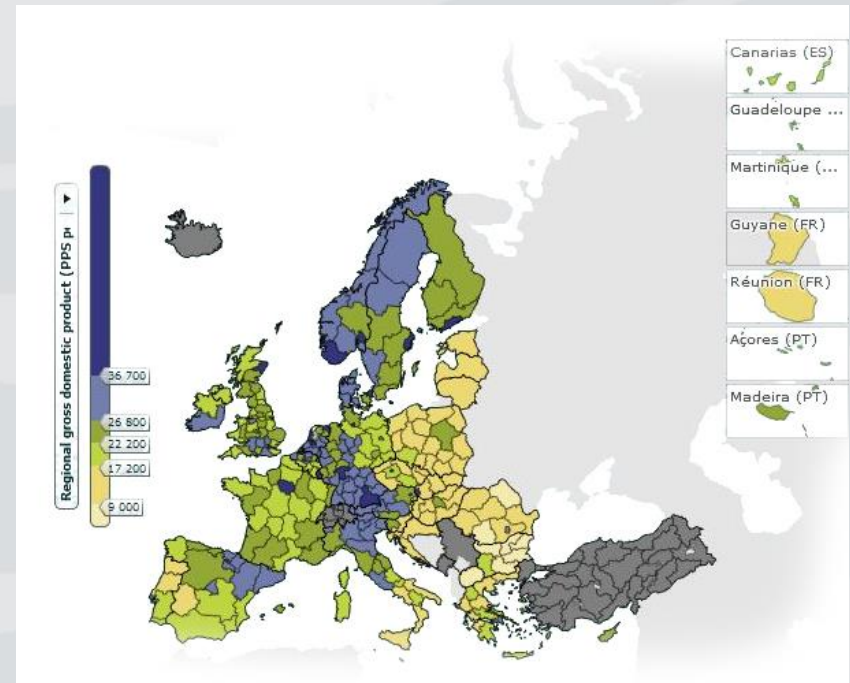 Regional gross domestic product (PPS p
36 700
26 800
22 200
17 200
9 000
Canarias (ES)
Guadeloupe ...
Martinique (...
Guyane (FR)
Réunion (FR)
Açores (PT)
Madeira (PT)